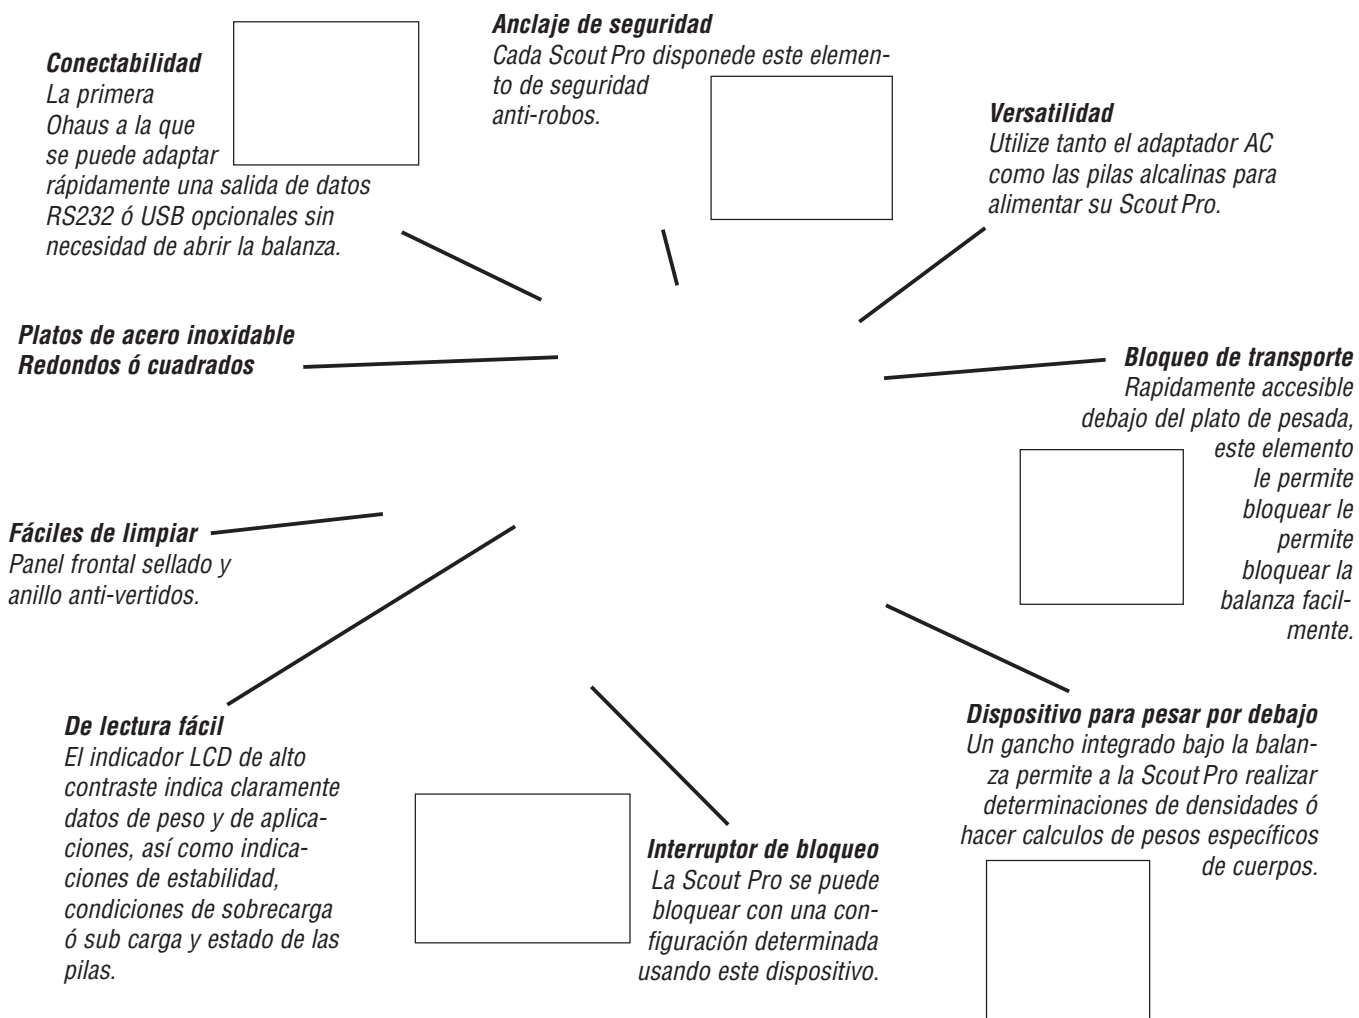 Conectabilidad
La primera
Ohaus a la que
se puede adaptar
rápidamente una salida de datos
RS232 ó USB opcionales sin
necesidad de abrir la balanza.
Anclaje de seguridad
Cada Scout Pro disponede este elemen-
to de seguridad
anti-robos.
Versatilidad
Utilize tanto el adaptador AC
como las pilas alcalinas para
alimentar su Scout Pro.
Platos de acero inoxidable
Redondos ó cuadrados
Bloqueo de transporte
Rapidamente accesible
debajo del plato de pesada,
este elemento
le permite
bloquear le
permite
bloquear la
balanza facil-
mente.
Fáciles de limpiar
Panel frontal sellado y
anillo anti-vertidos.
De lectura fácil
El indicador LCD de alto
contraste indica claramente
datos de peso y de aplica-
ciones, así como indica-
ciones de estabilidad,
condiciones de sobrecarga
ó sub carga y estado de las
pilas.
Interruptor de bloqueo
La Scout Pro se puede
bloquear con una con-
figuración determinada
usando este dispositivo.
Dispositivo para pesar por debajo
Un gancho integrado bajo la balan-
za permite a la Scout Pro realizar
determinaciones de densidades ó
hacer calculos de pesos específicos
de cuerpos.